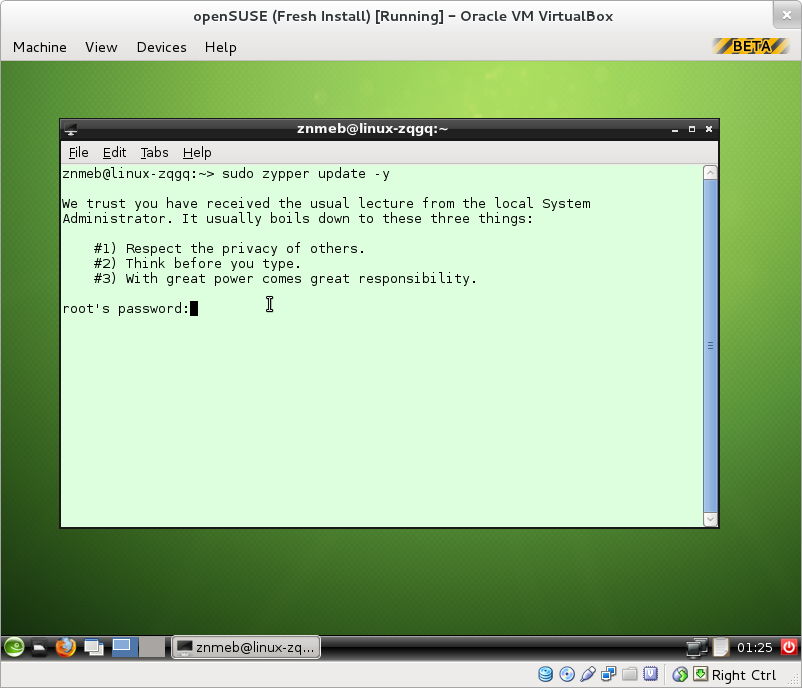 openSUSE (Fresh Install) [Running] – Oracle VM VirtualBox
Machine View Devices Help BETA
znmeb@linux-zqgq:~
File Edit Tabs Help
znmeb@linux-zqgq:~> sudo zypper update -y
We trust you have received the usual lecture from the local System
Administrator. It usually boils down to these three things:
#1) Respect the privacy of others.
#2) Think before you type.
#3) With great power comes great responsibility.
root's password:
znmeb@linux-zq... 01:25
Right Ctrl